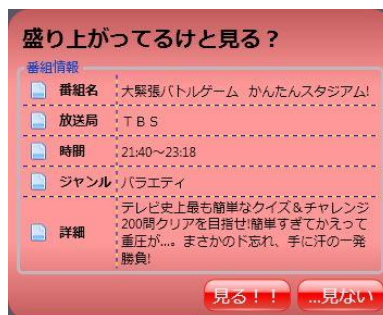 盛り上がってるけど見る？
番組情報
番組名 大緊張バトルゲーム かんたんスタジアム!
放送局 ＴＢＳ
時間 21:40～23:18
ジャンル バラエティ
詳細 テレビ史上最も簡単なクイズ＆チャレンジ
200問クリアを目指せ!簡単すぎてかえって
重圧が...。まさかのド忘れ、手に汗の一発
勝負!
見る！！ ...見ない